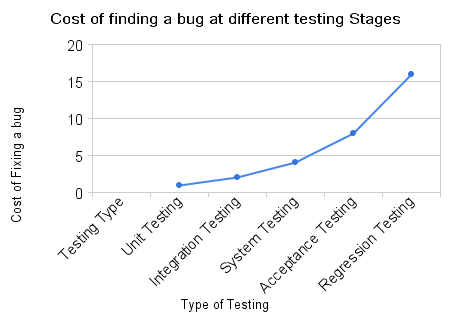 Cost of finding a bug at different testing Stages
20
15
10
5
0
Cost of Fixing a bug
Testing Type
Unit Testing
Integration Testing
System Testing
Acceptance Testing
Regression Testing
Type of Testing